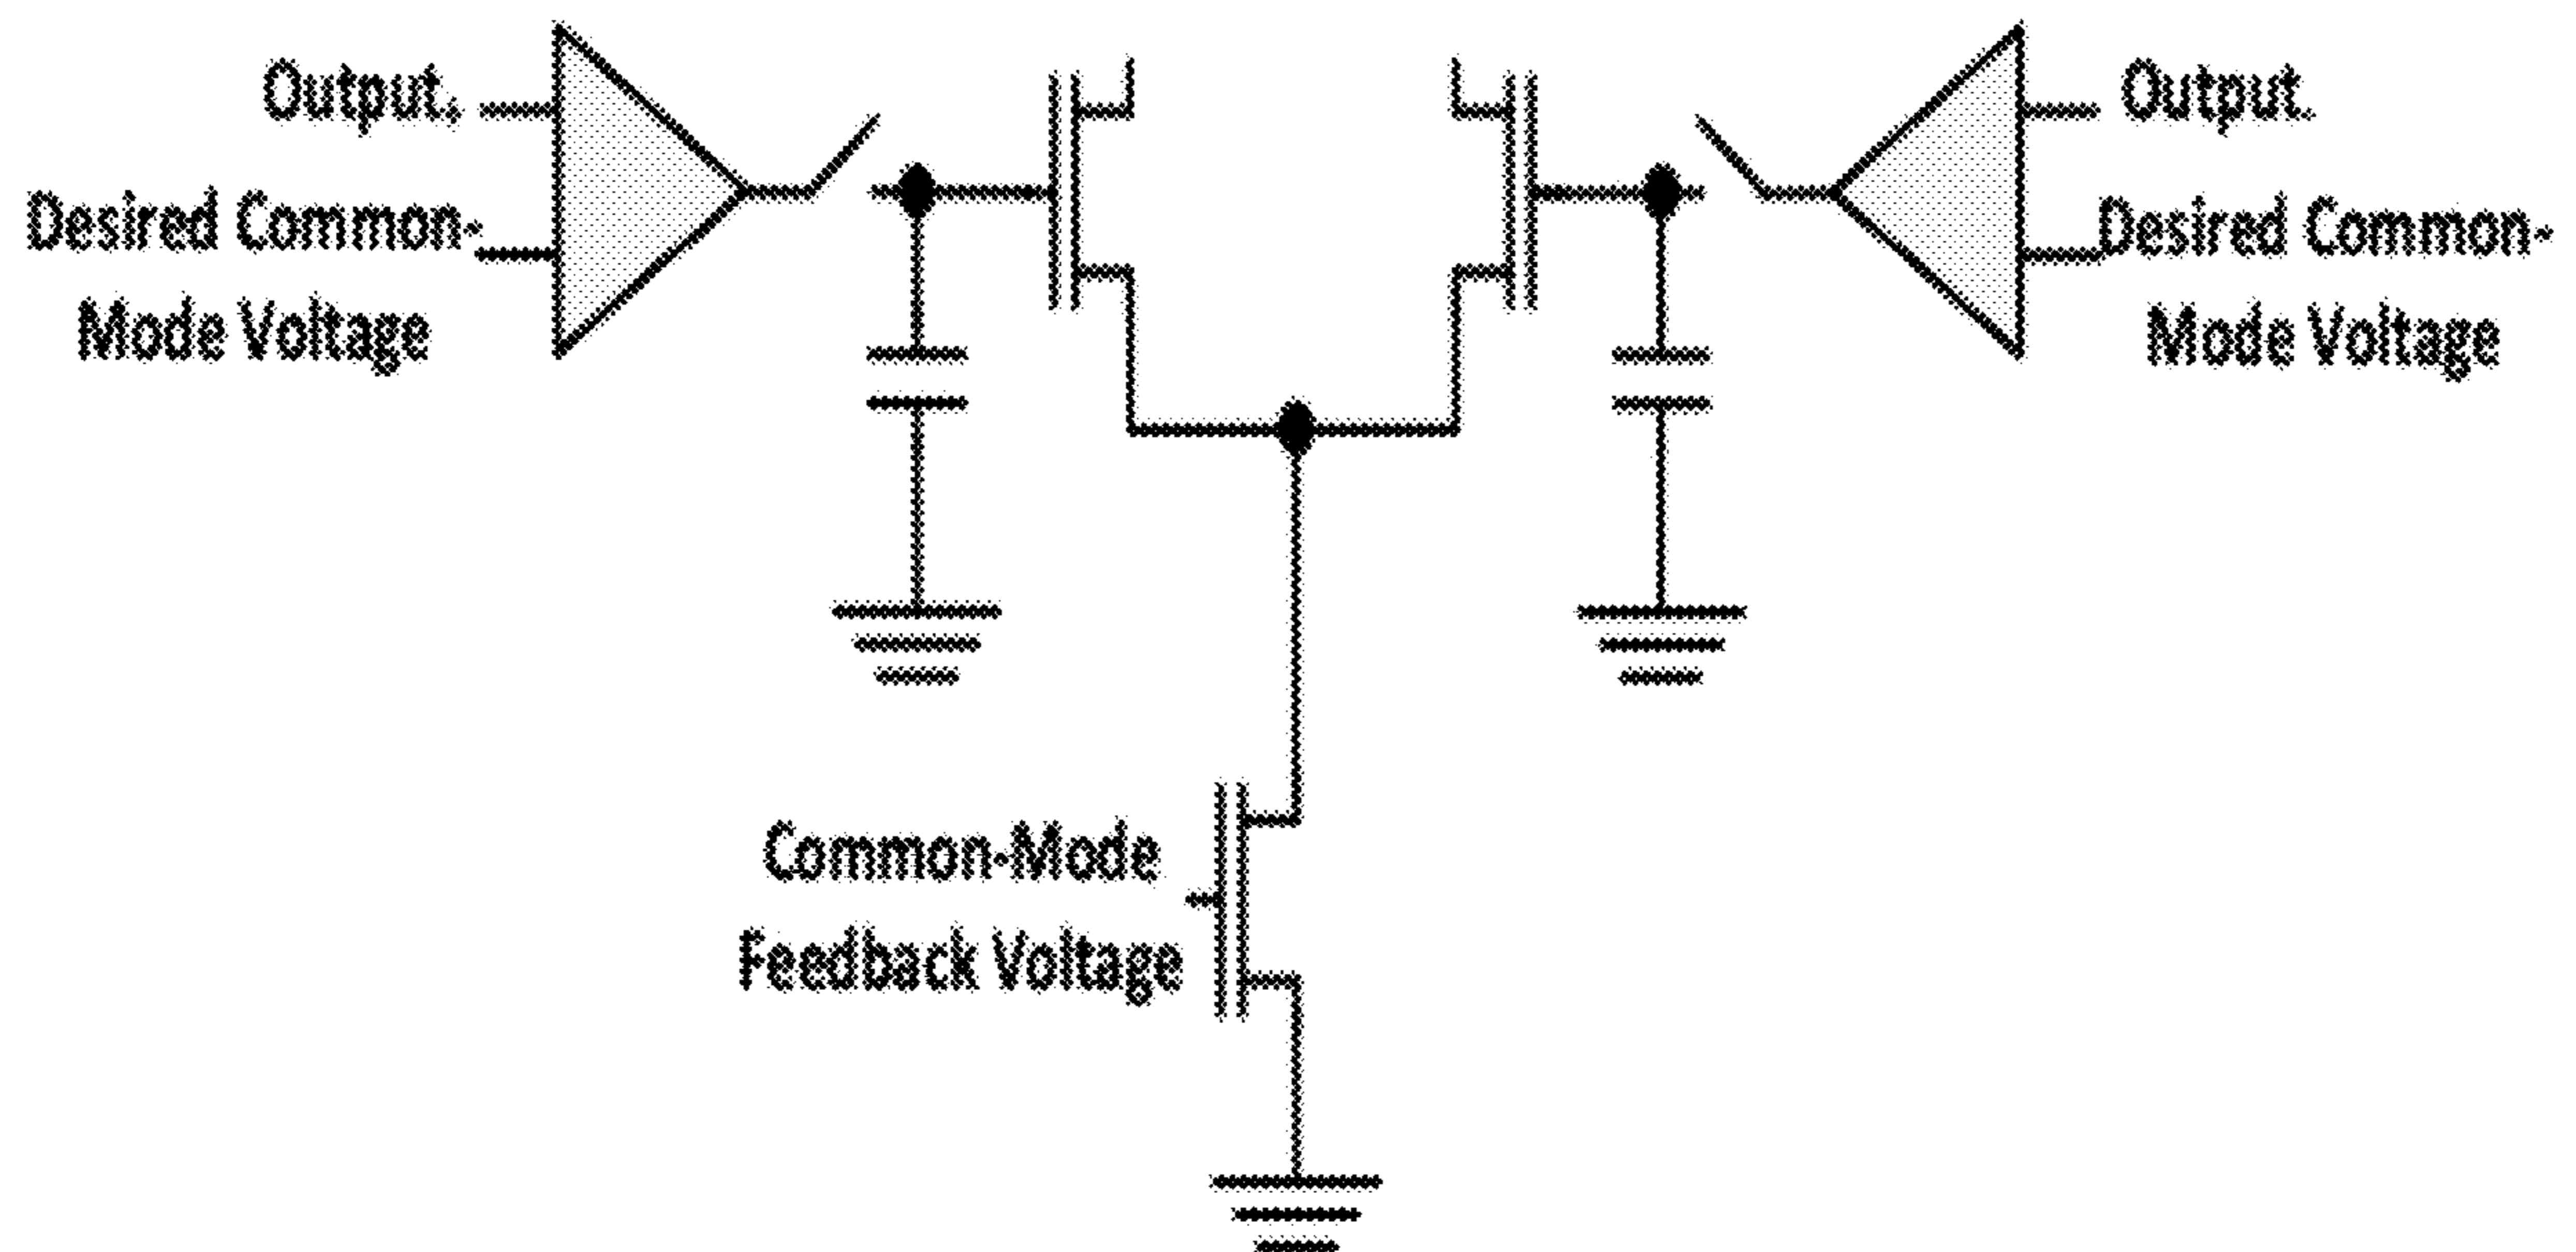 Output.
Desired Common-
Mode Voltage
Output.
Desired Common-
Mode Voltage
Common-Mode
Feedback Voltage